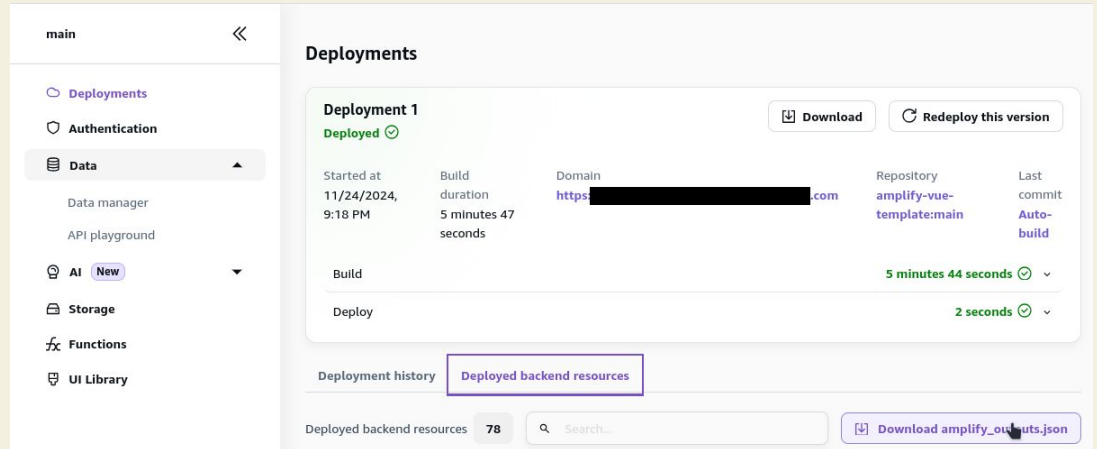 main
Deployments
Authentication
Data
Data manager
API playground
AI New
Storage
Functions
UI Library
Deployments
Deployment 1
Deployed
Download
Redeploy this version
Started at
11/24/2024,
9:18 PM
Build
duration
5 minutes 47
seconds
Domain
https: .com
Repository
amplify-vue-
template:main
Last
commit
Auto-
build
Build
5 minutes 44 seconds
Deploy
2 seconds
Deployment history
Deployed backend resources
Deployed backend resources 78
Search...
Download amplify_outputs.json